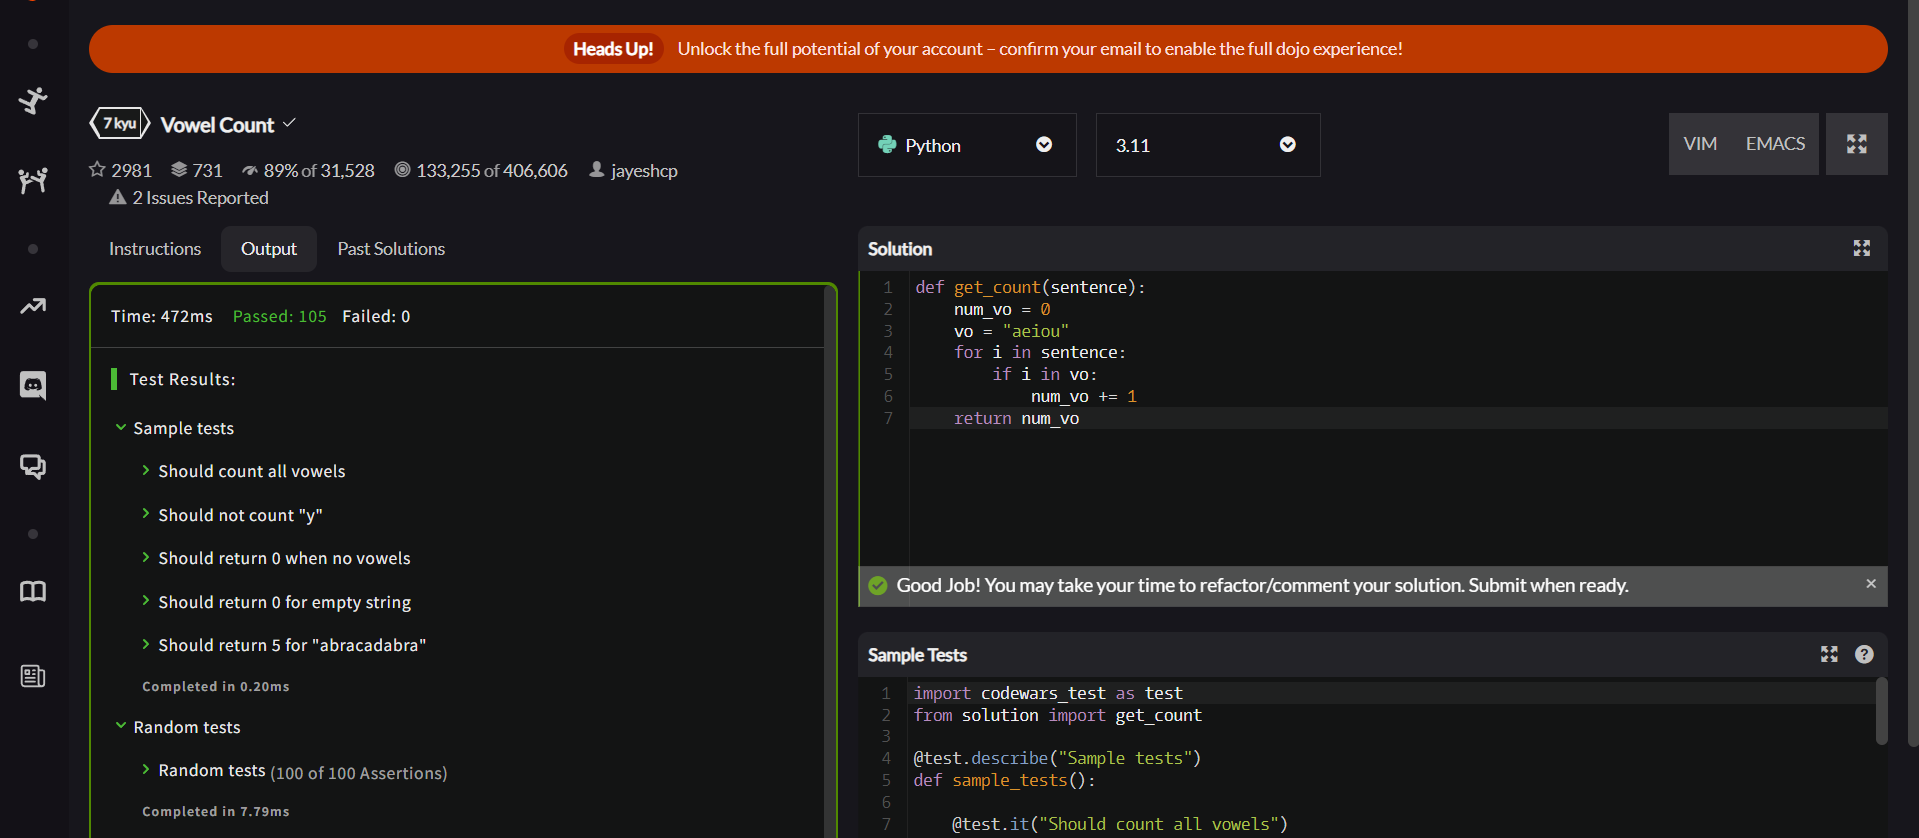 Heads Up! Unlock the full potential of your account – confirm your email to enable the full dojo experience!
7 kyu Vowel Count
2981 731 89% of 31,528 133,255 of 406,606 jayeshcp
2 Issues Reported
Python 3.11 VIM EMACS
Instructions Output Past Solutions
Time: 472ms Passed: 105 Failed: 0
Test Results:
Sample tests
Should count all vowels
Should not count "y"
Should return 0 when no vowels
Should return 0 for empty string
Should return 5 for "abracadabra"
Completed in 0.20ms
Random tests
Random tests (100 of 100 Assertions)
Completed in 7.79ms
Solution
1 def get_count(sentence):
2     num_vo = 0
3     vo = "aeiou"
4     for i in sentence:
5         if i in vo:
6             num_vo += 1
7     return num_vo
Good Job! You may take your time to refactor/comment your solution. Submit when ready. ×
Sample Tests ?
1 import codewars_test as test
2 from solution import get_count
3
4 @test.describe("Sample tests")
5 def sample_tests():
6
7     @test.it("Should count all vowels")